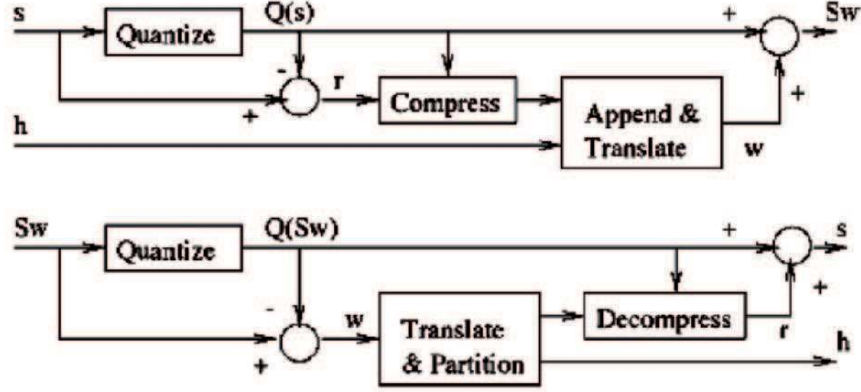 s Q(s) + Sw
Quantize
-
+ r Compress +
h Append &
Translate w
Sw Q(Sw) + s
Quantize
-
+ w Translate Decompress r +
& Partition h